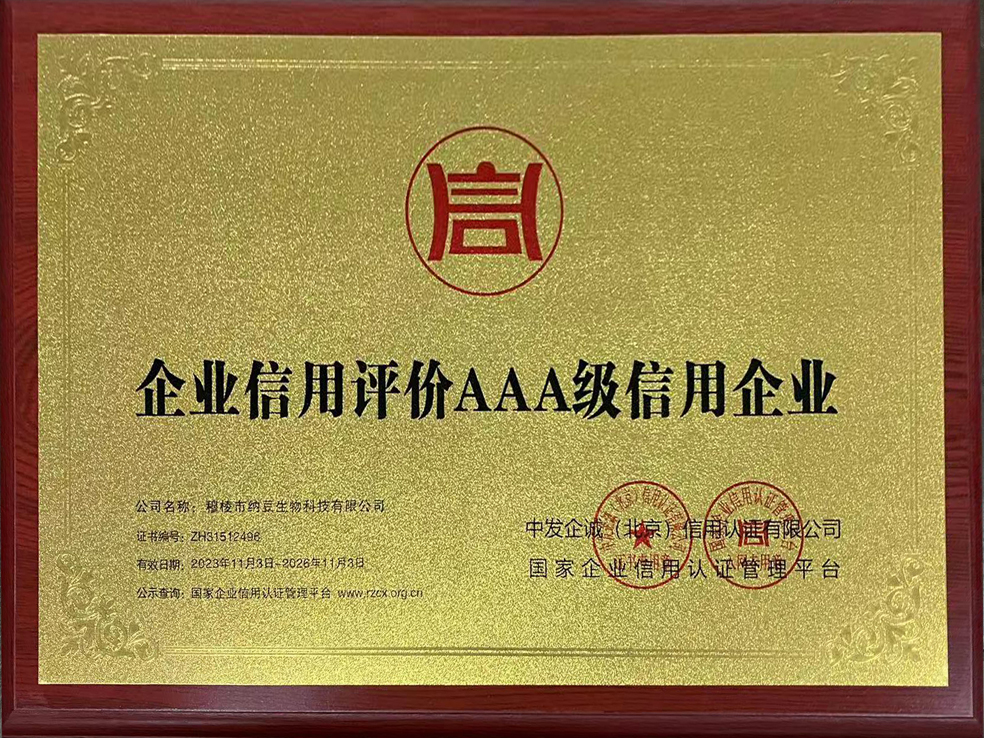 企业信用评价AAA级信用企业
公司名称：穆棱市纳豆生物科技有限公司
证书编号：ZH31512496
有效日期：2023年11月3日-2026年11月3日
公示查询：国家企业信用认证管理平台 www.rzcx.org.cn
中发企诚（北京）信用认证有限公司
国家企业信用认证管理平台